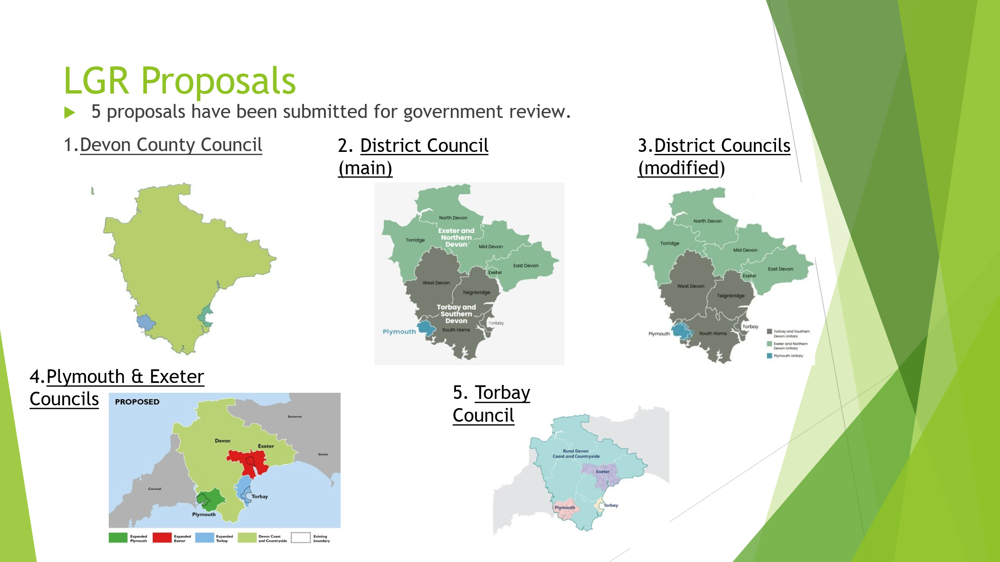 LGR Proposals
5 proposals have been submitted for government review.
1.Devon County Council
2. District Council
(main)
3.District Councils
(modified)
North Devon
Exeter and
Northern
Devon
Torridge
Mid Devon
East Devon
Exeter
West Devon
Teignbridge
Torbay and
Southern
Devon
Torbay
Plymouth
South Hams
North Devon
Torridge
Mid Devon
East Devon
Exeter
West Devon
Teignbridge
Torbay
Plymouth
South Hams
Torbay and Southern
Devon Unitary
Exeter and Northern
Devon Unitary
Plymouth Unitary
4.Plymouth & Exeter
Councils
PROPOSED
Somerset
Devon
Exeter
Dorset
Cornwall
Torbay
Plymouth
Expanded
Plymouth
Expanded
Exeter
Expanded
Torbay
Devon Coast
and Countryside
Existing
boundary
5. Torbay
Council
Rural Devon
Coast and Countryside
Exeter
Plymouth
Torbay